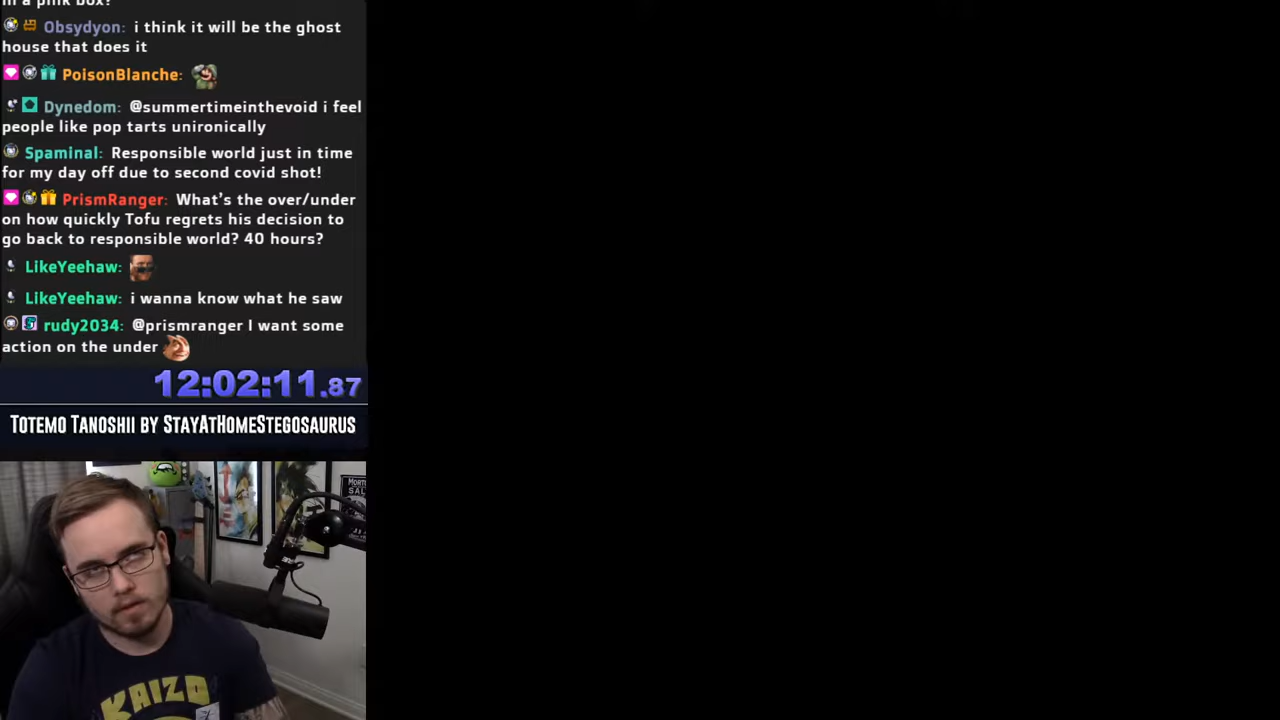 in a pink box?
Obsydyon: i think it will be the ghost
house that does it
PoisonBlanche:
Dynedom: @summertimeinthevoid i feel
people like pop tarts unironically
Spaminal: Responsible world just in time
for my day off due to second covid shot!
PrismRanger: What's the over/under
on how quickly Tofu regrets his decision to
go back to responsible world? 40 hours?
LikeYeehaw:
LikeYeehaw: i wanna know what he saw
rudy2034: @prismranger I want some
action on the under
12:02:11.87
TOTEMO TANOSHII BY STAYATHOMESTEGOSAURUS
KAIZO